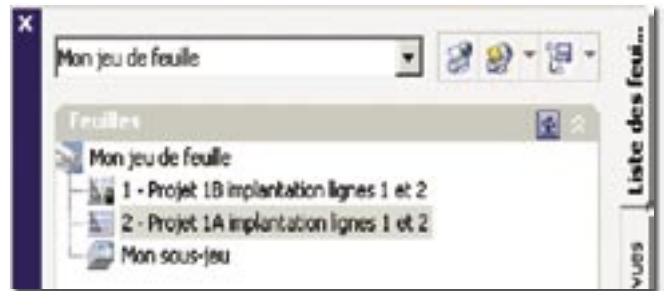 Mon jeu de feuille
Feuilles
Mon jeu de feuille
1 - Projet 1B implantation lignes 1 et 2
2 - Projet 1A implantation lignes 1 et 2
Mon sous-jeu
Liste des feui...
vues